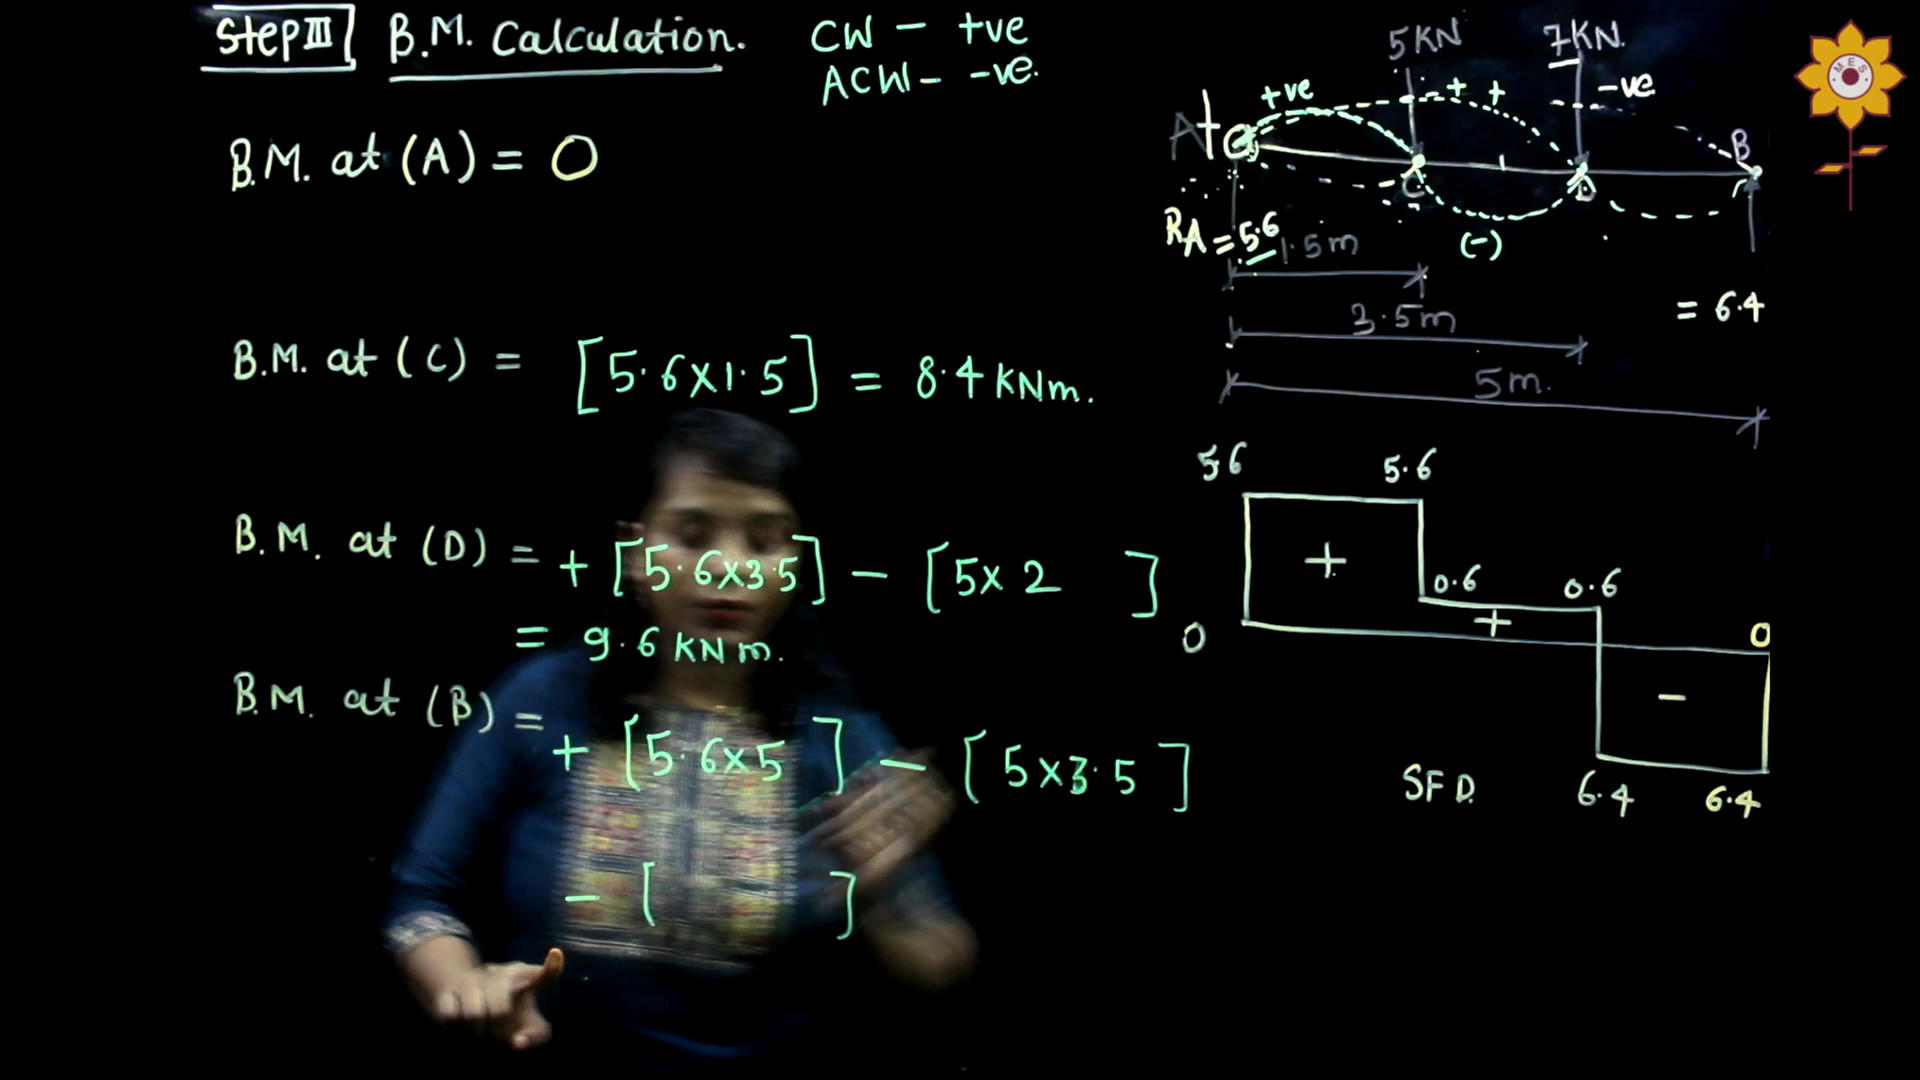 Step III B.M. Calculation.
CW - +ve
ACW - -ve.
B.M. at (A) = 0
B.M. at (C) = [5.6x1.5] = 8.4 KNm.
B.M. at (D) = + [5.6x3.5] - [5x2 ]
= 9.6 KNm.
B.M. at (B) = + [5.6x5 ] - [5x3.5 ]
- [ ]
5KN 7KN.
+ve + + -ve
A C D B
RA = 5.6
(-)
1.5m
= 6.4
3.5m
5m.
5.6 5.6
+
0.6 0.6
0 + 0
-
SFD. 6.4 6.4
MES